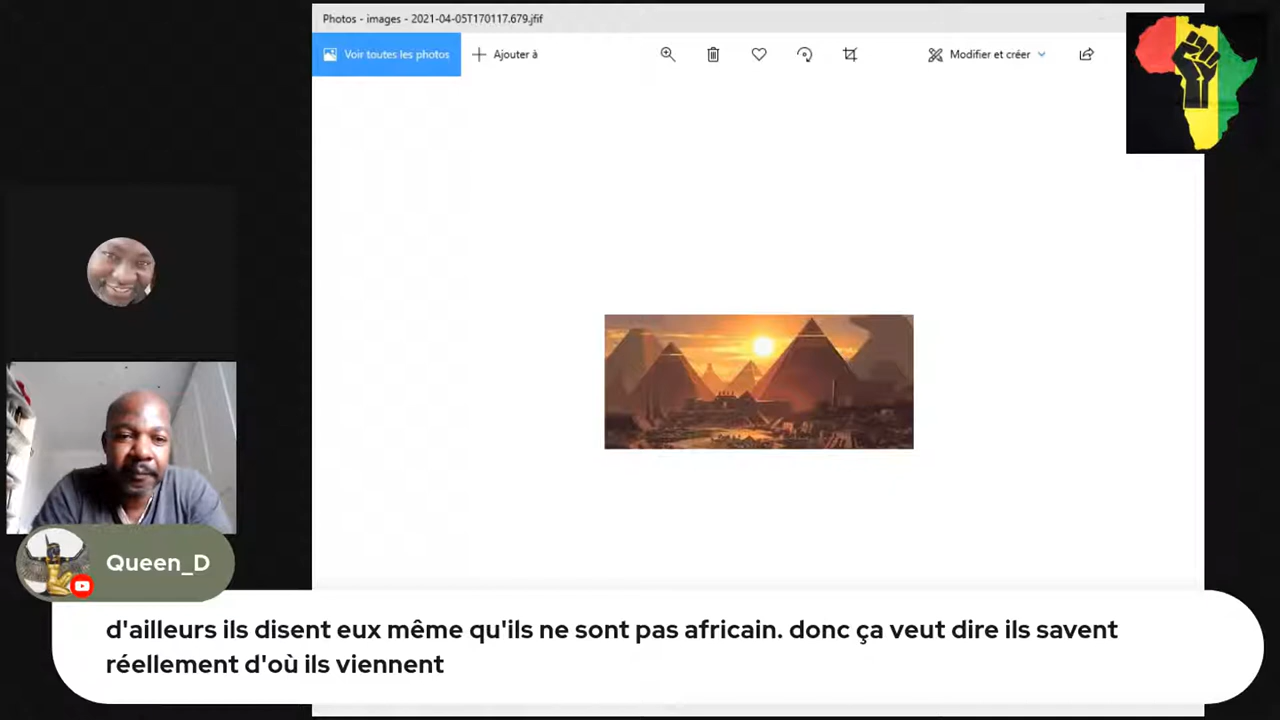 Photos - images - 2021-04-05T170117.679.jfif
Voir toutes les photos
Ajouter à
Modifier et créer
Queen_D
d'ailleurs ils disent eux même qu'ils ne sont pas africain. donc ça veut dire ils savent
réellement d'où ils viennent